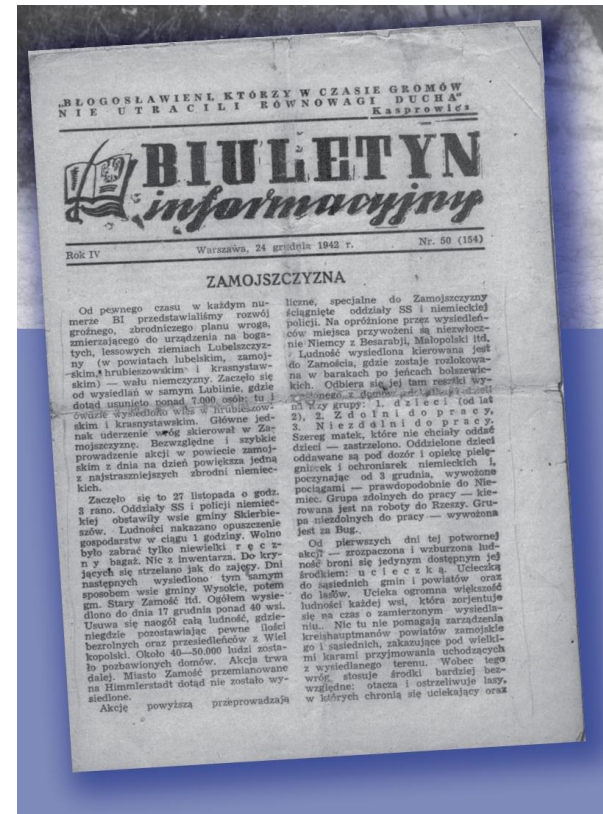 „BŁOGOSŁAWIENI, KTÓRZY W CZASIE GROMÓW
NIE UTRACILI RÓWNOWAGI DUCHA"
Kasprowicz
BIULETYN
informacyjny
Rok IV
Warszawa, 24 grudnia 1942 r.
Nr. 50 (154)
ZAMOJSZCZYZNA
Od pewnego czasu w każdym nu-
merze BI przedstawialiśmy rozwój
groźnego, zbrodniczego planu wroga,
zmierzającego do urządzenia na boga-
tych, lessowych ziemiach Lubelszczyz-
ny (w powiatach lubelskim, zamoj-
skim, hrubieszowskim i krasnystaw-
skim) — wału niemczyzny. Zaczęło się
od wysiedlań w samym Lublinie, gdzie
dotąd usunięto ponad 7.000 osób; tu i
ówdzie wysiedlono wieś w hrubieszow-
skim i krasnystawskim. Główne jed-
nak uderzenie wróg skierował w Za-
mojszczyznę. Bezwzględne i szybkie
prowadzenie akcji w powiecie zamoj-
skim z dnia na dzień powiększa jedną
z najstraszniejszych zbrodni niemiec-
kich.
Zaczęło się to 27 listopada o godz.
3 rano. Oddziały SS i policji niemiec-
kiej obstawiły wsie gminy Skierbie-
szów. Ludności nakazano opuszczenie
gospodarstw w ciągu 1 godziny. Wolno
było zabrać tylko niewielki ręcz-
ny bagaż. Nic z inwentarza. Do kry-
jących się strzelano jak do zajęcy. Dni
następnych wysiedlono tym samym
sposobem wsie gminy Wysokie, potem
gm. Stary Zamość itd. Ogółem wysie-
dlono do dnia 17 grudnia ponad 40 wsi.
Usuwa się naogół całą ludność, gdzie-
niegdzie pozostawiając pewne ilości
bezrolnych oraz przesiedleńców z Wiel
kopolski. Około 40—50.000 ludzi zosta-
ło pozbawionych domów. Akcja trwa
dalej. Miasto Zamość przemianowane
na Himmlerstadt dotąd nie zostało wy-
siedlone.
Akcję powyższą przeprowadzają
liczne, specjalne do Zamojszczyzny
ściągnięte oddziały SS i niemieckiej
policji. Na opróżnione przez wysiedleń-
ców miejsca przywożeni są niezwłocz-
nie Niemcy z Besarabji, Małopolski itd.
Ludność wysiedlona kierowana jest
do Zamościa, gdzie zostaje rozlokowa-
na w barakach po jeńcach bolszewic-
kich. Odbiera się jej tam resztki wy-
z domów
na trzy grupy: 1. dzieci (od lat
2), 2. Zdolni do pracy,
3. Niezdolni do pracy.
Szereg matek, które nie chciały oddać
dzieci — zastrzelono. Oddzielone dzieci
oddawane są pod dozór i opiekę pielęg-
niarek i ochroniarek niemieckich i,
poczynając od 3 grudnia, wywożone
pociągami — prawdopodobnie do Nie-
miec. Grupa zdolnych do pracy — kie-
rowana jest na roboty do Rzeszy. Gru-
pa niezdolnych do pracy — wywożona
jest za Bug.
Od pierwszych dni tej potwornej
akcji — zrozpaczona i wzburzona lud-
ność broni się jedynym dostępnym jej
środkiem: ucieczką. Ucieczką
do sąsiednich gmin i powiatów oraz
do lasów. Ucieka ogromna większość
ludności każdej wsi, która zorjentuje
się na czas o zamierzonym wysiedla-
niu. Nic tu nie pomagają zarządzenia
kreishauptmanów powiatów zamojskie
go i sąsiednich, zakazujące pod wielki-
mi karami przyjmowania uchodzących
z wysiedlanego terenu. Wobec tego
wróg stosuje środki bardziej bez-
względne: otacza i ostrzeliwuje lasy,
w których chronią się uciekający oraz